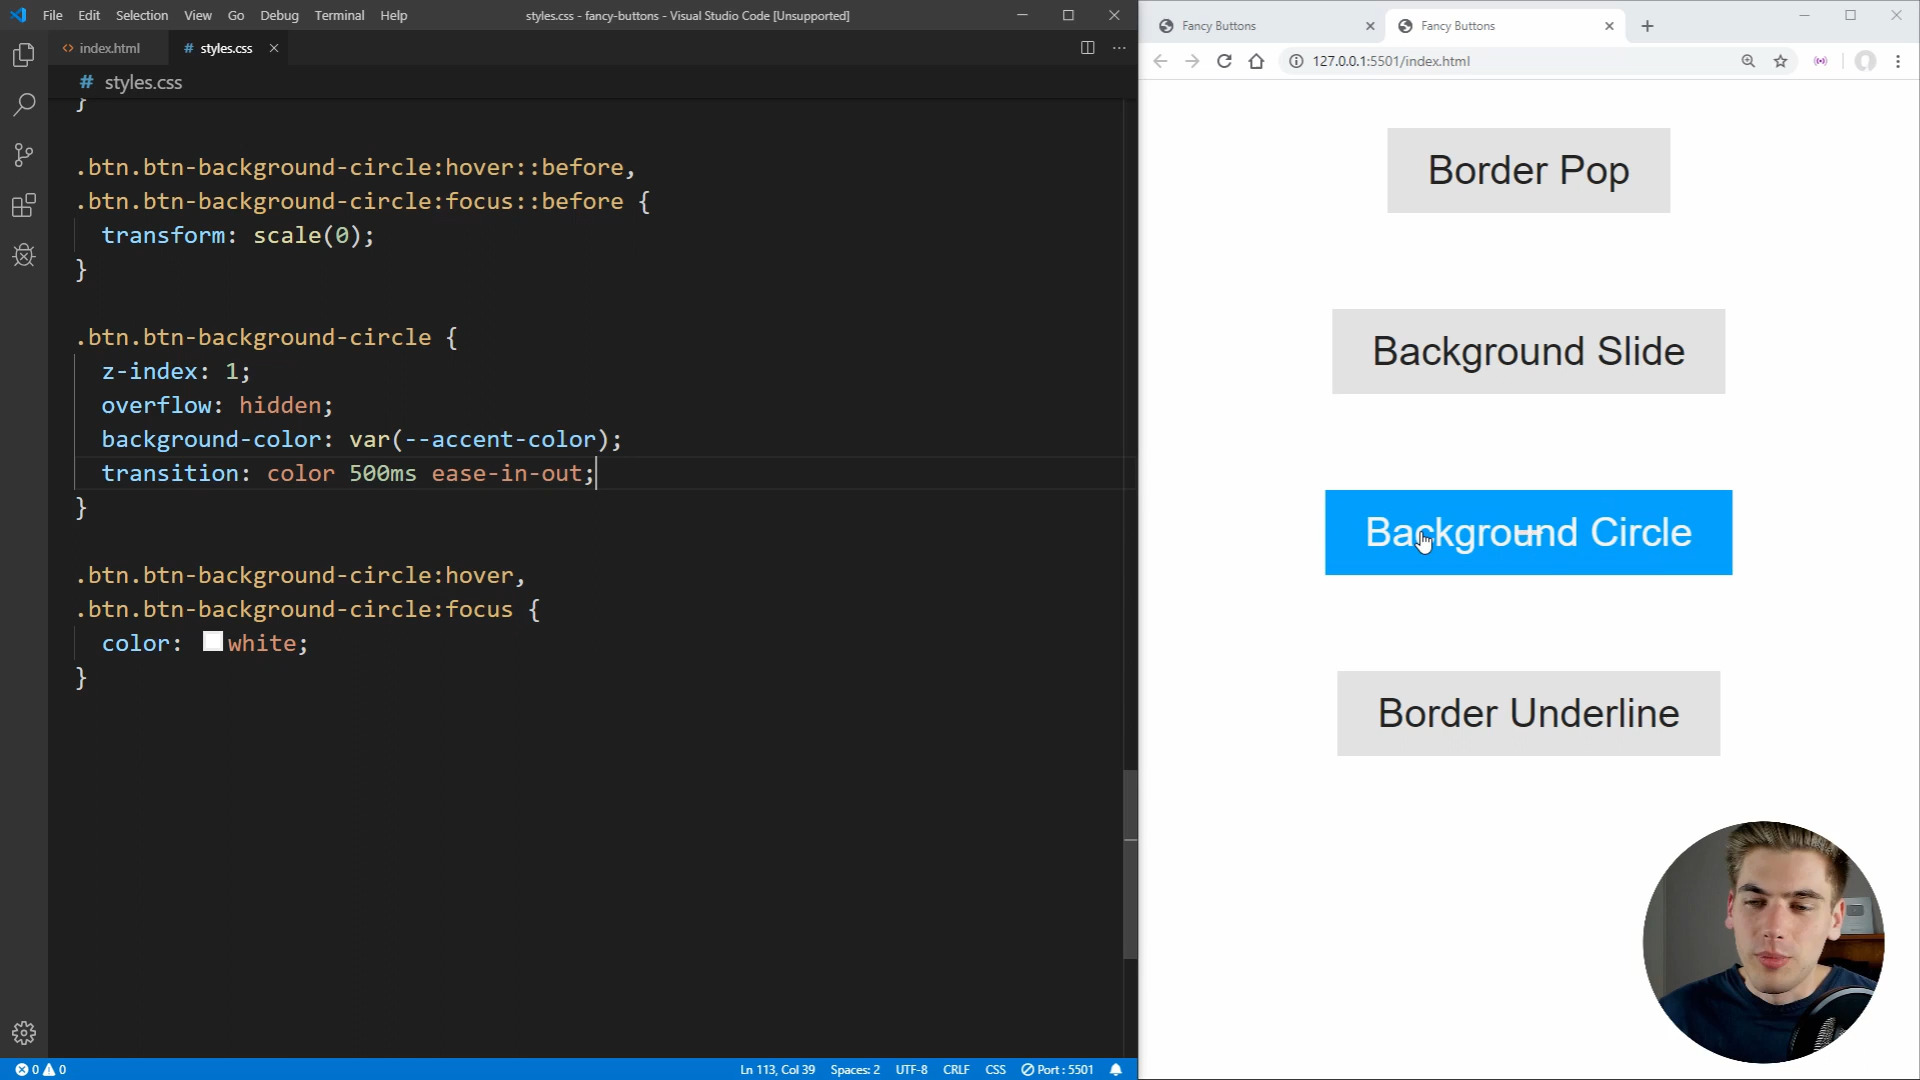 File Edit Selection View Go Debug Terminal Help
styles.css - fancy-buttons - Visual Studio Code [Unsupported]
index.html
# styles.css
# styles.css
}
.btn.btn-background-circle:hover::before,
.btn.btn-background-circle:focus::before {
transform: scale(0);
}
.btn.btn-background-circle {
z-index: 1;
overflow: hidden;
background-color: var(--accent-color);
transition: color 500ms ease-in-out;
}
.btn.btn-background-circle:hover,
.btn.btn-background-circle:focus {
color: white;
}
0 0
Ln 113, Col 39 Spaces: 2 UTF-8 CRLF CSS Port : 5501
Fancy Buttons
Fancy Buttons
127.0.0.1:5501/index.html
Border Pop
Background Slide
Background Circle
Border Underline